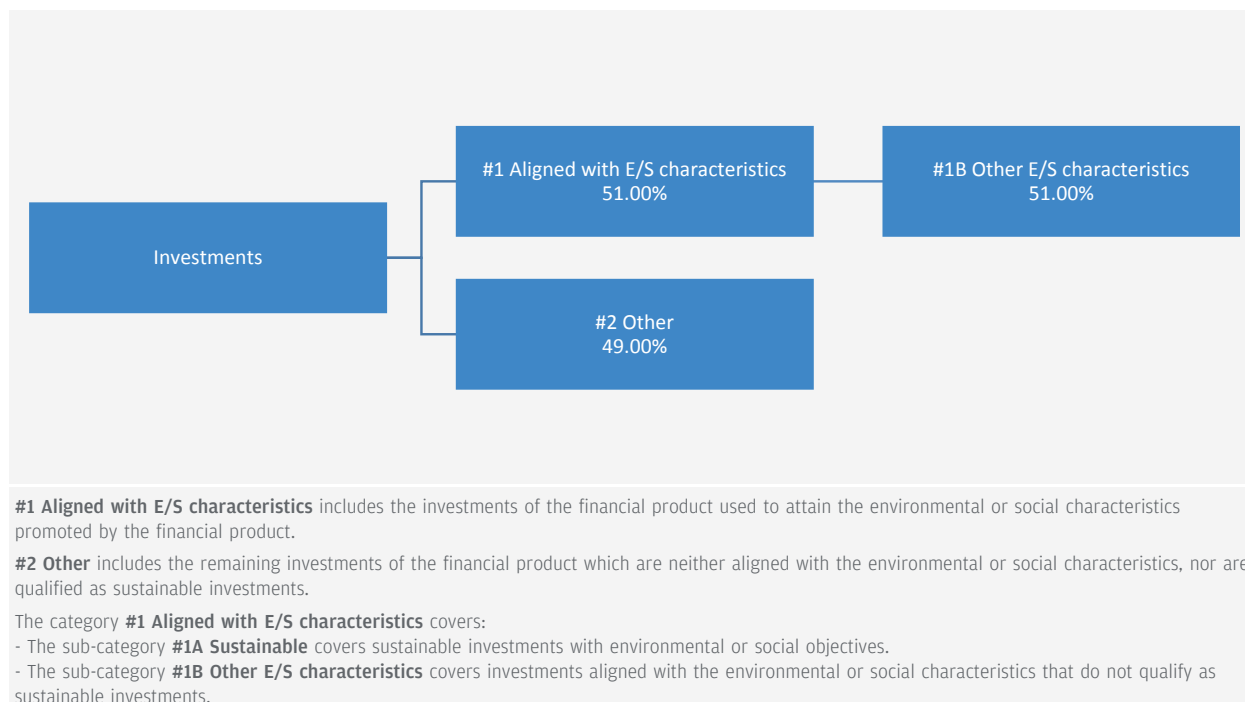 #1 Aligned with E/S characteristics
51.00%
#1B Other E/S characteristics
51.00%
Investments
#2 Other
49.00%
#1 Aligned with E/S characteristics includes the investments of the financial product used to attain the environmental or social characteristics
promoted by the financial product.
#2 Other includes the remaining investments of the financial product which are neither aligned with the environmental or social characteristics, nor are
qualified as sustainable investments.
The category #1 Aligned with E/S characteristics covers:
- The sub-category #1A Sustainable covers sustainable investments with environmental or social objectives.
- The sub-category #1B Other E/S characteristics covers investments aligned with the environmental or social characteristics that do not qualify as
sustainable investments.